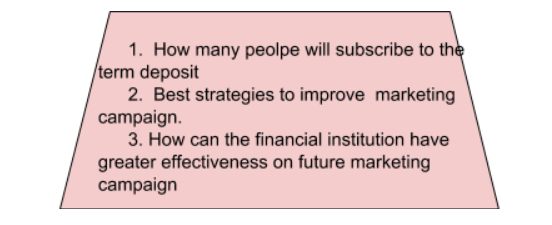 1. How many peolpe will subscribe to the
term deposit
2. Best strategies to improve marketing
campaign.
3. How can the financial institution have
greater effectiveness on future marketing
campaign